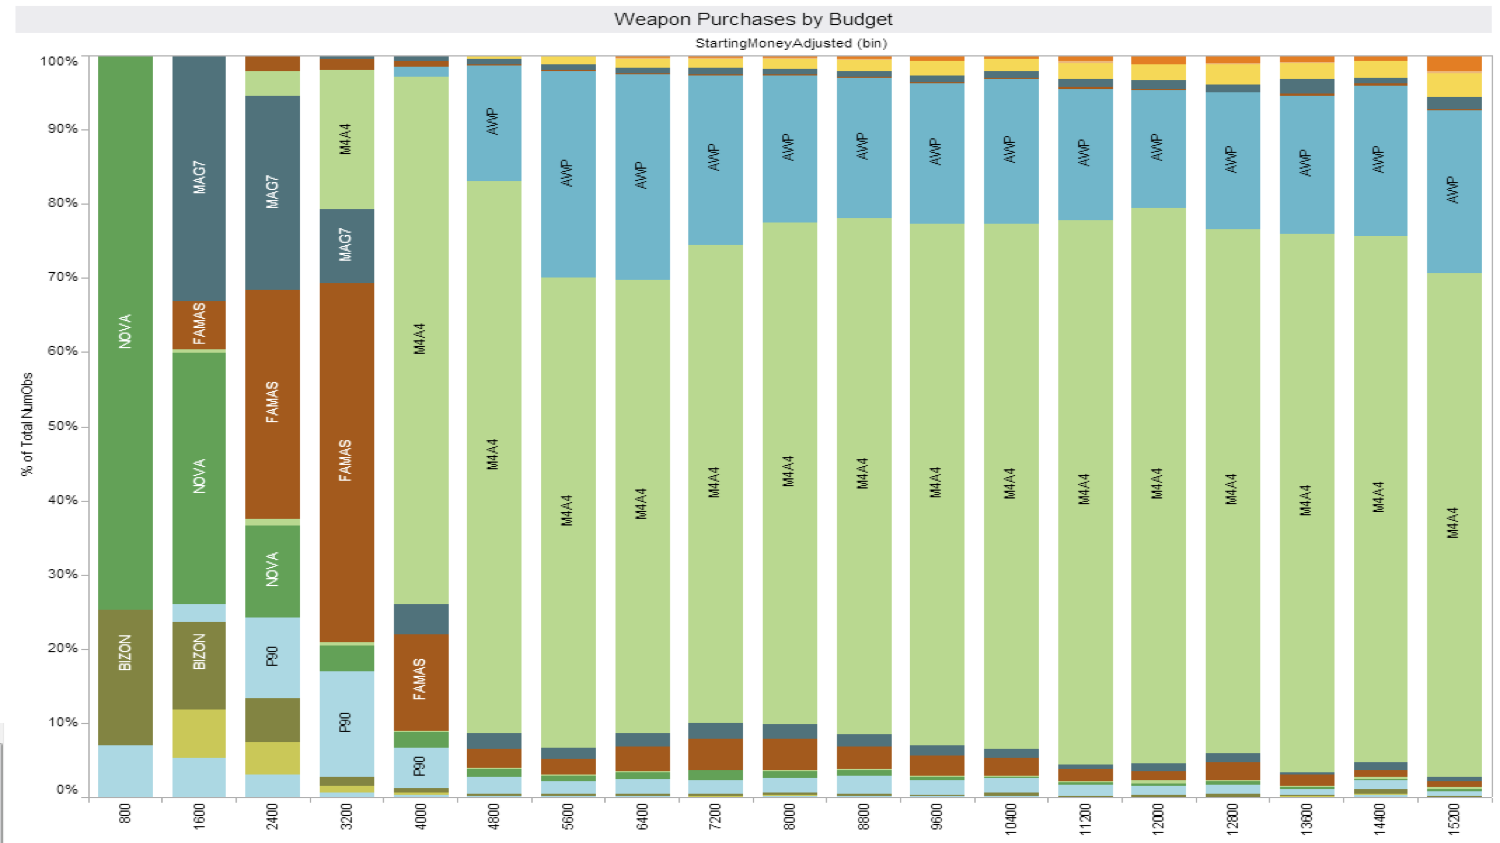 Weapon Purchases by Budget
StartingMoneyAdjusted (bin)
100%
90%
80%
70%
60%
50%
40%
30%
20%
10%
0%
% of Total NumObs
NOVA
BIZON
MAG7
FAMAS
NOVA
BIZON
MAG7
FAMAS
NOVA
P90
M4A4
MAG7
FAMAS
P90
M4A4
FAMAS
P90
AWP
M4A4
AWP
M4A4
AWP
M4A4
AWP
M4A4
AWP
M4A4
AWP
M4A4
AWP
M4A4
AWP
M4A4
AWP
M4A4
AWP
M4A4
AWP
M4A4
AWP
M4A4
AWP
M4A4
AWP
M4A4
800
1600
2400
3200
4000
4800
5600
6400
7200
8000
8800
9600
10400
11200
12000
12800
13600
14400
15200